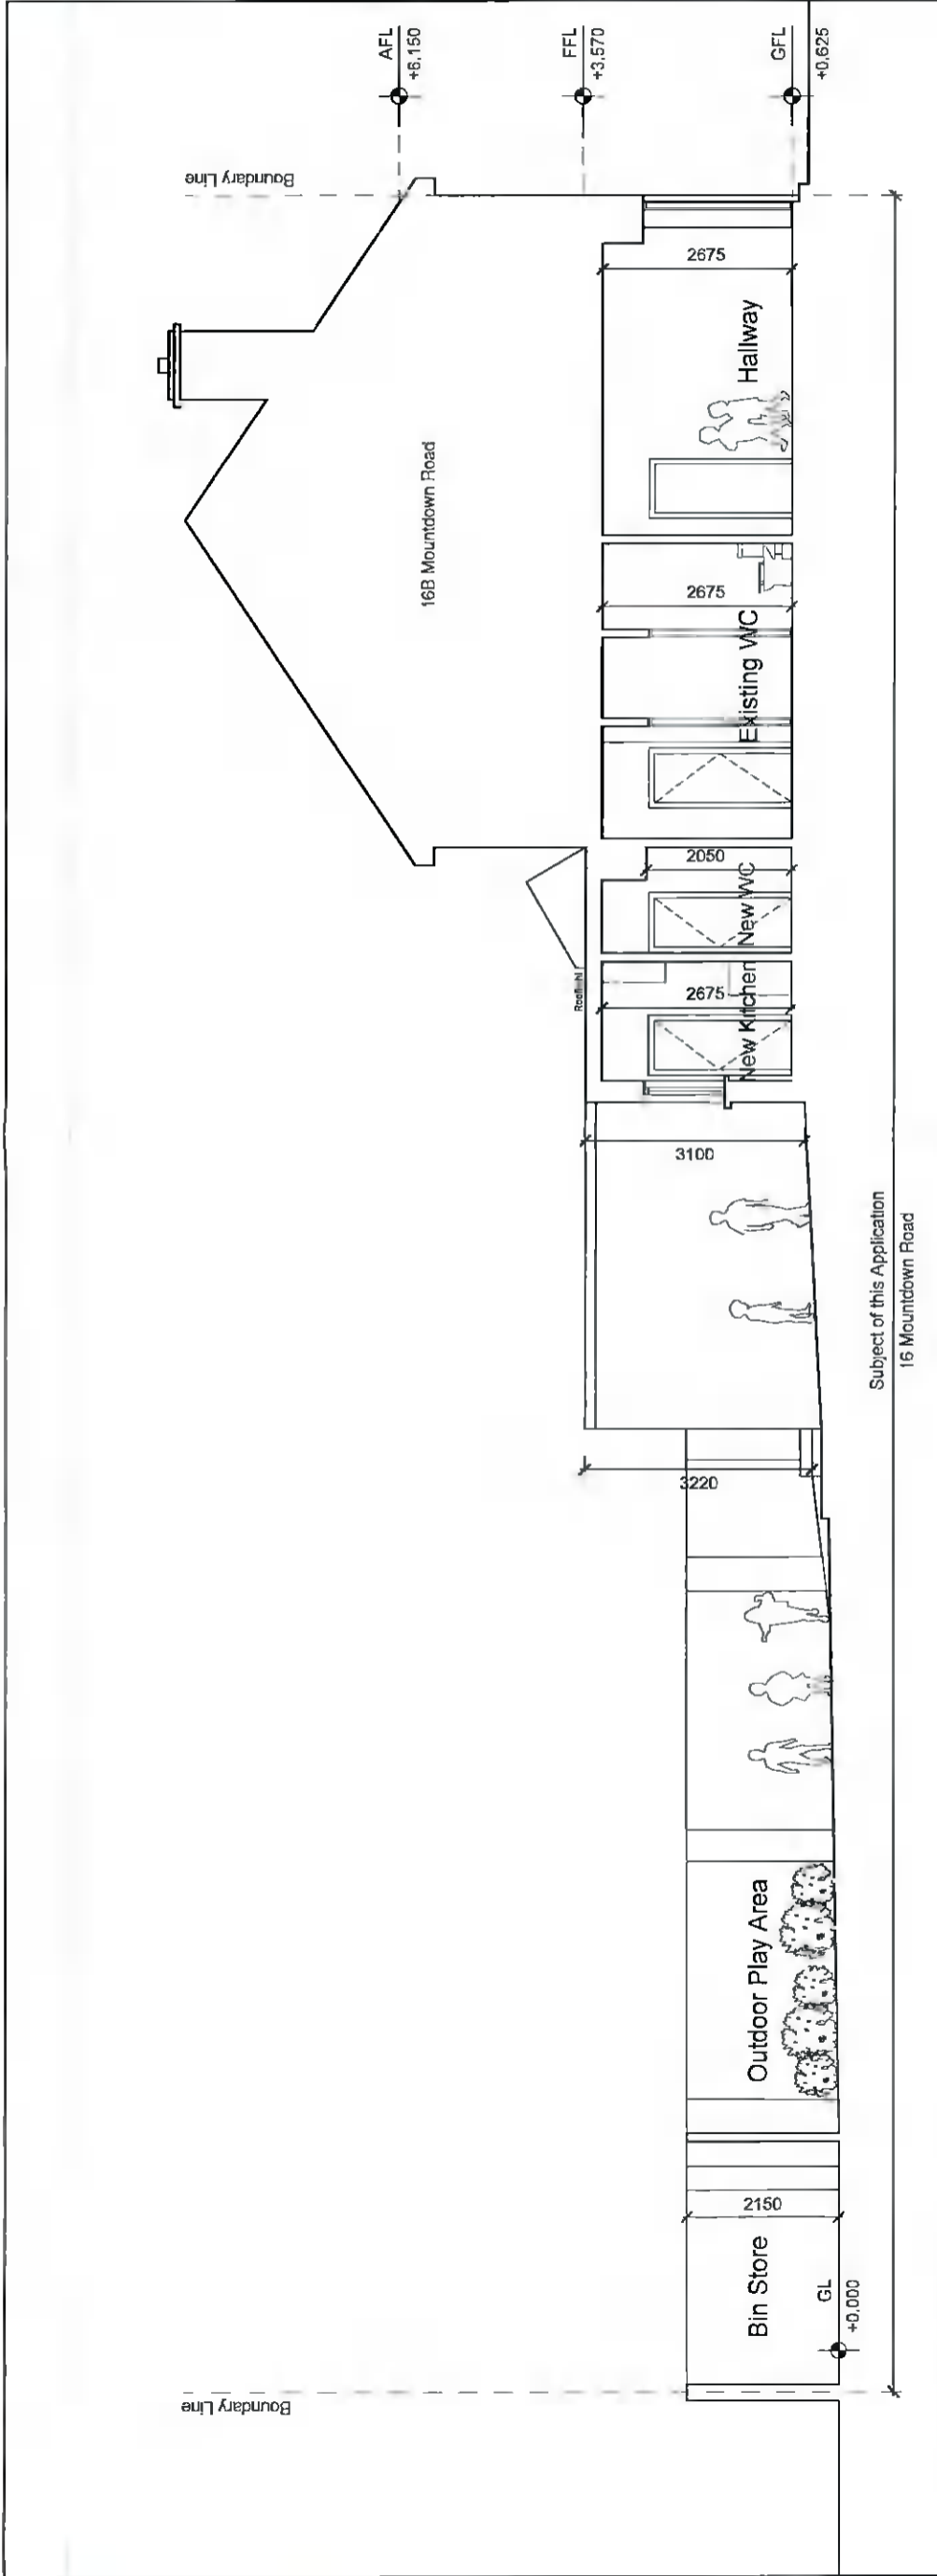 Boundary Line
Boundary Line
AFL
+6,150
FFL
+3,570
GFL
+0,625
16B Mountdown Road
Rooflight
2150
3220
3100
2675
2050
2675
2675
Bin Store
Outdoor Play Area
New Kitchen
New WC
Existing WC
Hallway
GL
+0,000
Subject of this Application
16 Mountdown Road